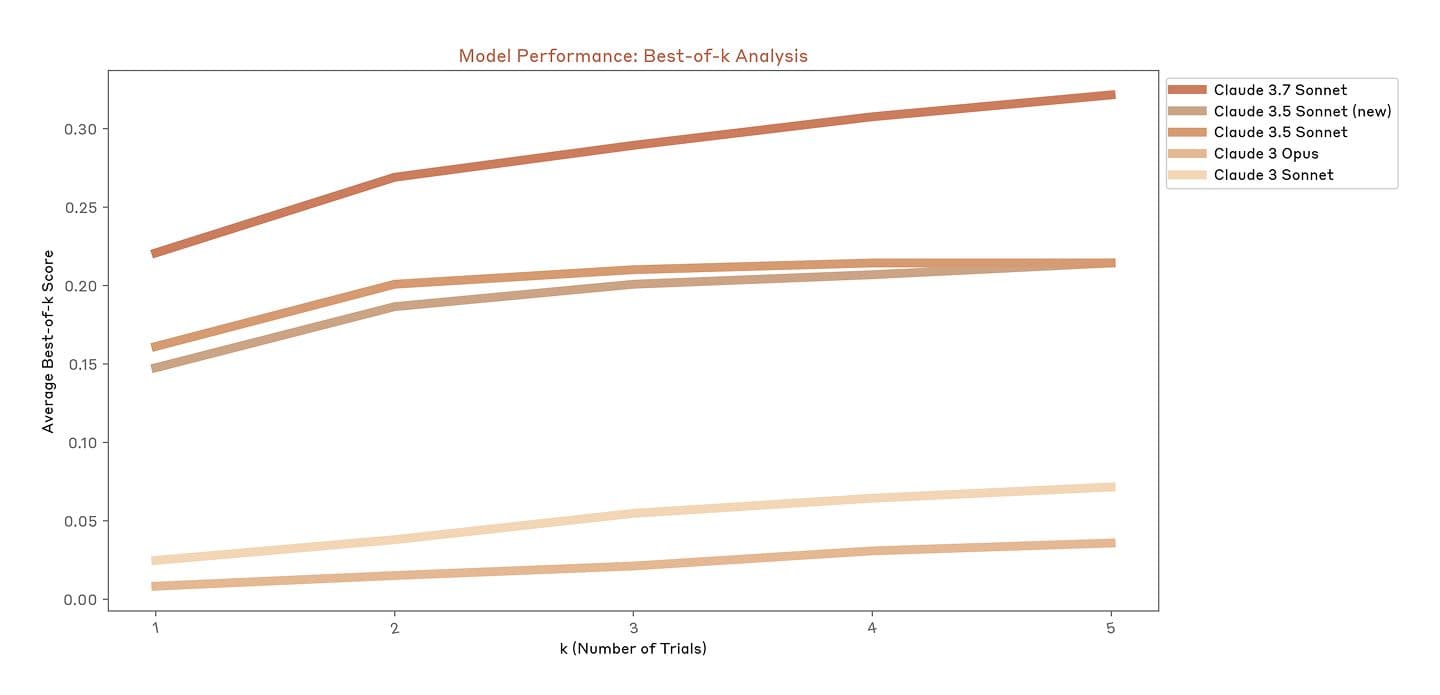 Model Performance: Best-of-k Analysis
Claude 3.7 Sonnet
Claude 3.5 Sonnet (new)
Claude 3.5 Sonnet
Claude 3 Opus
Claude 3 Sonnet
Average Best-of-k Score
0.30
0.25
0.20
0.15
0.10
0.05
0.00
1 2 3 4 5
k (Number of Trials)